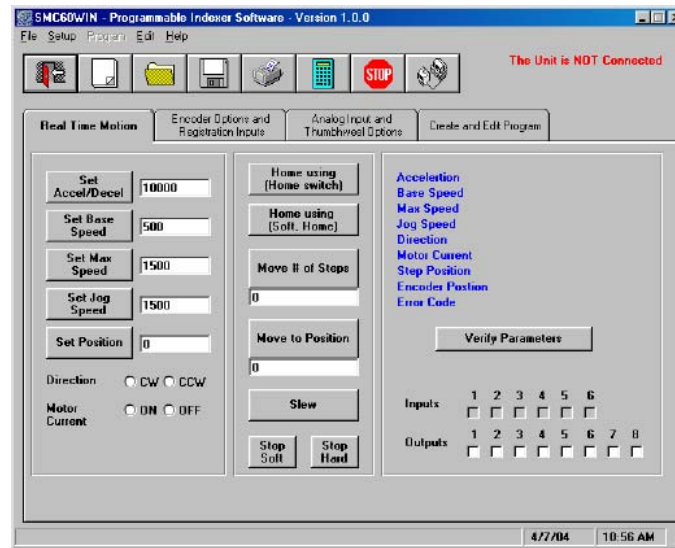 SMC60WIN - Programmable Indexer Software - Version 1.0.0
File Setup Program Edit Help
STOP
The Unit is NOT Connected
Real Time Motion
Encoder Options and
Registration Inputs
Analog Input and
Thumbhweel Options
Create and Edit Program
Set
Accel/Decel
10000
Set Base
Speed
500
Set Max
Speed
1500
Set Jog
Speed
1500
Set Position
0
Direction
CW
CCW
Motor
Current
ON
OFF
Home using
(Home switch)
Home using
(Soft. Home)
Move # of Steps
0
Move to Position
0
Slew
Stop
Soft
Stop
Hard
Accelertion
Base Speed
Max Speed
Jog Speed
Direction
Motor Current
Step Position
Encoder Postion
Error Code
Verify Parameters
1 2 3 4 5 6
Inputs
1 2 3 4 5 6 7 8
Outputs
4/7/04
10:56 AM